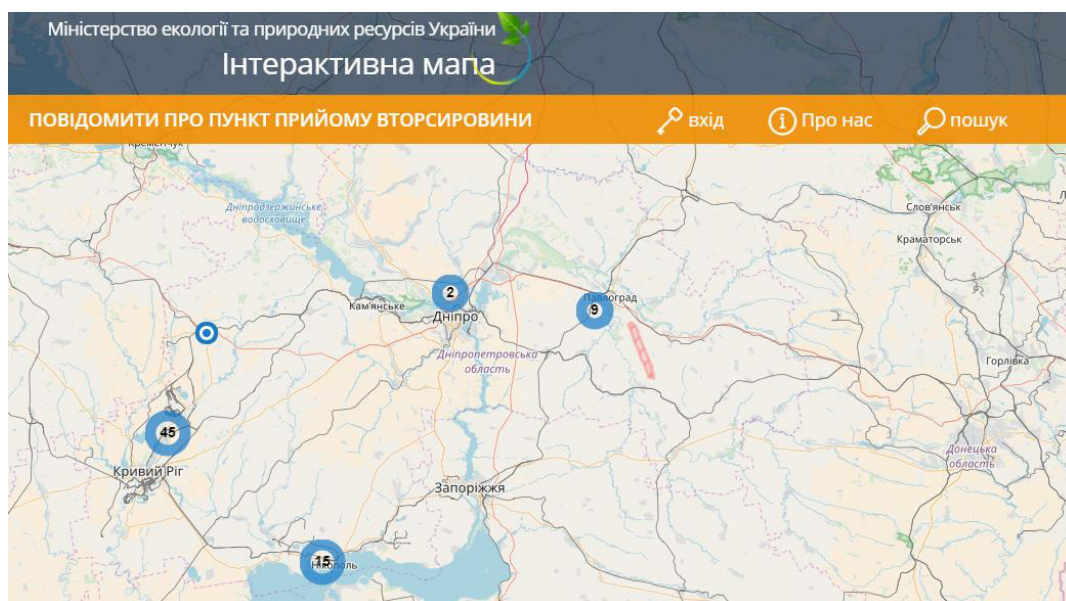 Міністерство екології та природних ресурсів України
Інтерактивна мапа
ПОВІДОМИТИ ПРО ПУНКТ ПРИЙОМУ ВТОРСИРОВИНИ
вхід
Про нас
пошук
Кременчук
Слов'янськ
Дніпродзержинське
водосховище
Краматорськ
2
Павлоград
Кам'янське
9
Дніпро
Дніпропетровська
область
Горлівка
45
Донецька
область
Кривий Ріг
Запоріжжя
15
Нікополь